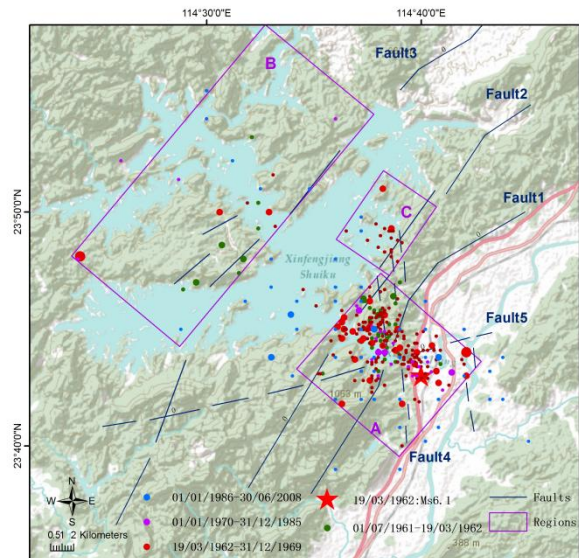 114°30'0"E
114°40'0"E
Fault3
B
Fault2
Fault1
23°50'0"N
C
Xinfengjiang
Shuiku
Fault5
A
23°40'0"N
Fault4
388 m
N
W E
S
0.51 2 Kilometers
01/01/1986-30/06/2008
01/01/1970-31/12/1985
19/03/1962-31/12/1969
19/03/1962:Ms6.1
01/07/1961-19/03/1962
Faults
Regions